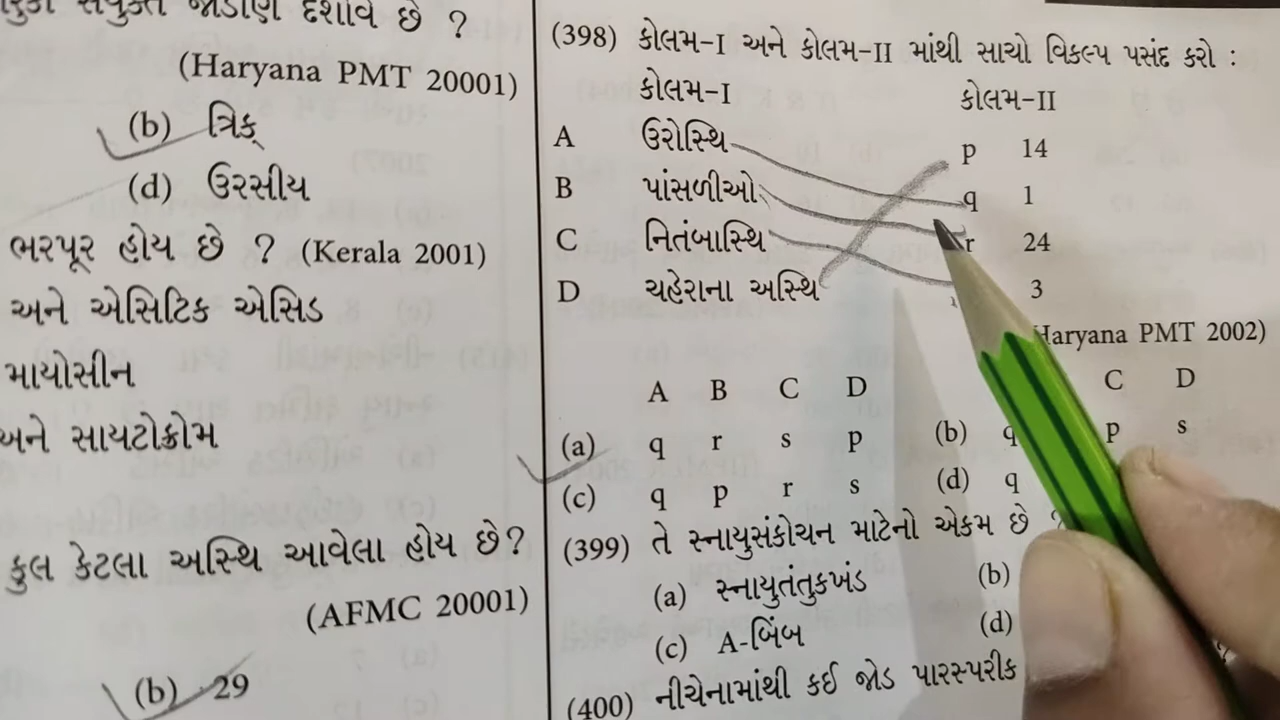 સંયુક્ત જોડાણ દર્શાવે છે ?
(Haryana PMT 20001)
(b) ત્રિક્
(d) ઉરસીય
ભરપૂર હોય છે ? (Kerala 2001)
અને એસિટિક એસિડ
માયોસીન
અને સાયટોક્રોમ
કુલ કેટલા અસ્થિ આવેલા હોય છે?
(AFMC 20001)
(b) 29
(398) કોલમ-I અને કોલમ-II માંથી સાચો વિકલ્પ પસંદ કરો :
કોલમ-I કોલમ-II
A ઉરોસ્થિ p 14
B પાંસળીઓ q 1
C નિતંબાસ્થિ r 24
D ચહેરાના અસ્થિ 3
Haryana PMT 2002)
A B C D C D
(a) q r s p (b) q p s
(c) q p r s (d) q
(399) તે સ્નાયુસંકોચન માટેનો એકમ છે ?
(a) સ્નાયુતંતુકખંડ (b)
(c) A-બિંબ (d)
(400) નીચેનામાંથી કઈ જોડ પારસ્પરીક